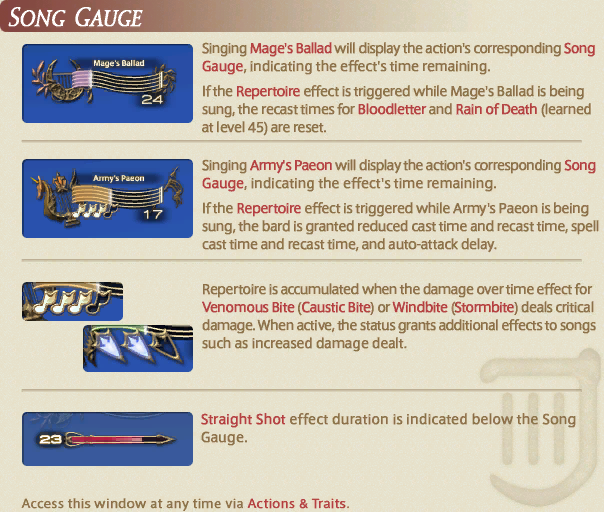 SONG GAUGE
Mage's Ballad
24
Singing Mage's Ballad will display the action's corresponding Song
Gauge, indicating the effect's time remaining.
If the Repertoire effect is triggered while Mage's Ballad is being
sung, the recast times for Bloodletter and Rain of Death (learned
at level 45) are reset.
Army's Paeon
17
Singing Army's Paeon will display the action's corresponding Song
Gauge, indicating the effect's time remaining.
If the Repertoire effect is triggered while Army's Paeon is being
sung, the bard is granted reduced cast time and recast time, spell
cast time and recast time, and auto-attack delay.
Repertoire is accumulated when the damage over time effect for
Venomous Bite (Caustic Bite) or Windbite (Stormbite) deals critical
damage. When active, the status grants additional effects to songs
such as increased damage dealt.
23
Straight Shot effect duration is indicated below the Song
Gauge.
Access this window at any time via Actions & Traits.